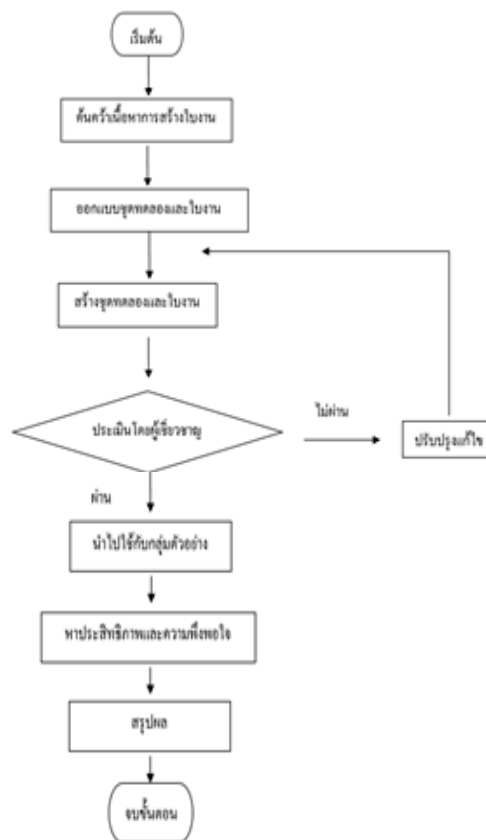 เริ่มต้น
ค้นคว้าเนื้อหาการสร้างใบงาน
ออกแบบชุดทดลองและใบงาน
สร้างชุดทดลองและใบงาน
ประเมินโดยผู้เชี่ยวชาญ
ไม่ผ่าน
ปรับปรุงแก้ไข
ผ่าน
นำไปใช้กับกลุ่มตัวอย่าง
หาประสิทธิภาพและความพึงพอใจ
สรุปผล
จบขั้นตอน